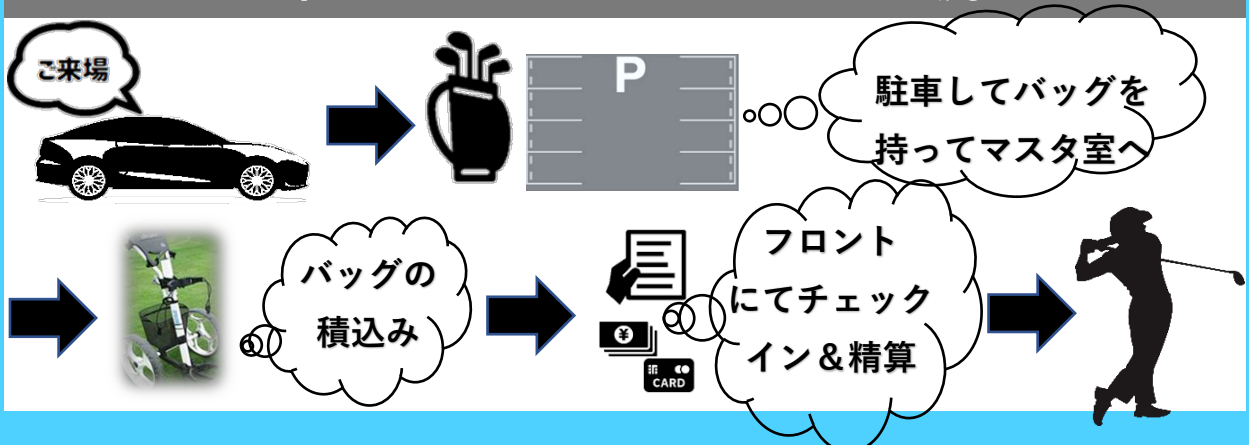 ご来場
P
駐車してバッグを
持ってマスタ室へ
バッグの
積込み
¥
CARD
フロント
にてチェック
イン＆精算